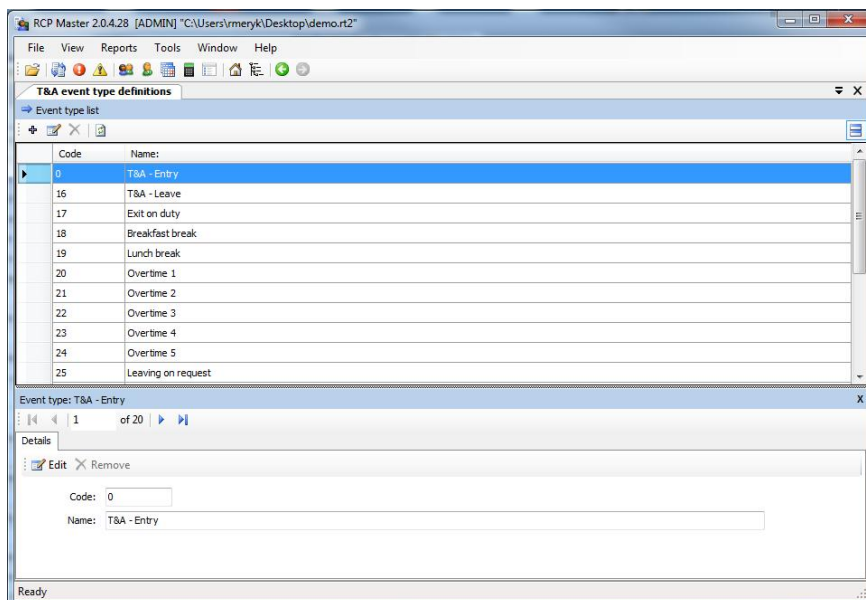 RCP Master 2.0.4.28 [ADMIN] "C:\Users\rmeryk\Desktop\demo.rt2"
File View Reports Tools Window Help
T&A event type definitions
Event type list
Code Name:
0 T&A - Entry
16 T&A - Leave
17 Exit on duty
18 Breakfast break
19 Lunch break
20 Overtime 1
21 Overtime 2
22 Overtime 3
23 Overtime 4
24 Overtime 5
25 Leaving on request
Event type: T&A - Entry
1 of 20
Details
Edit Remove
Code: 0
Name: T&A - Entry
Ready